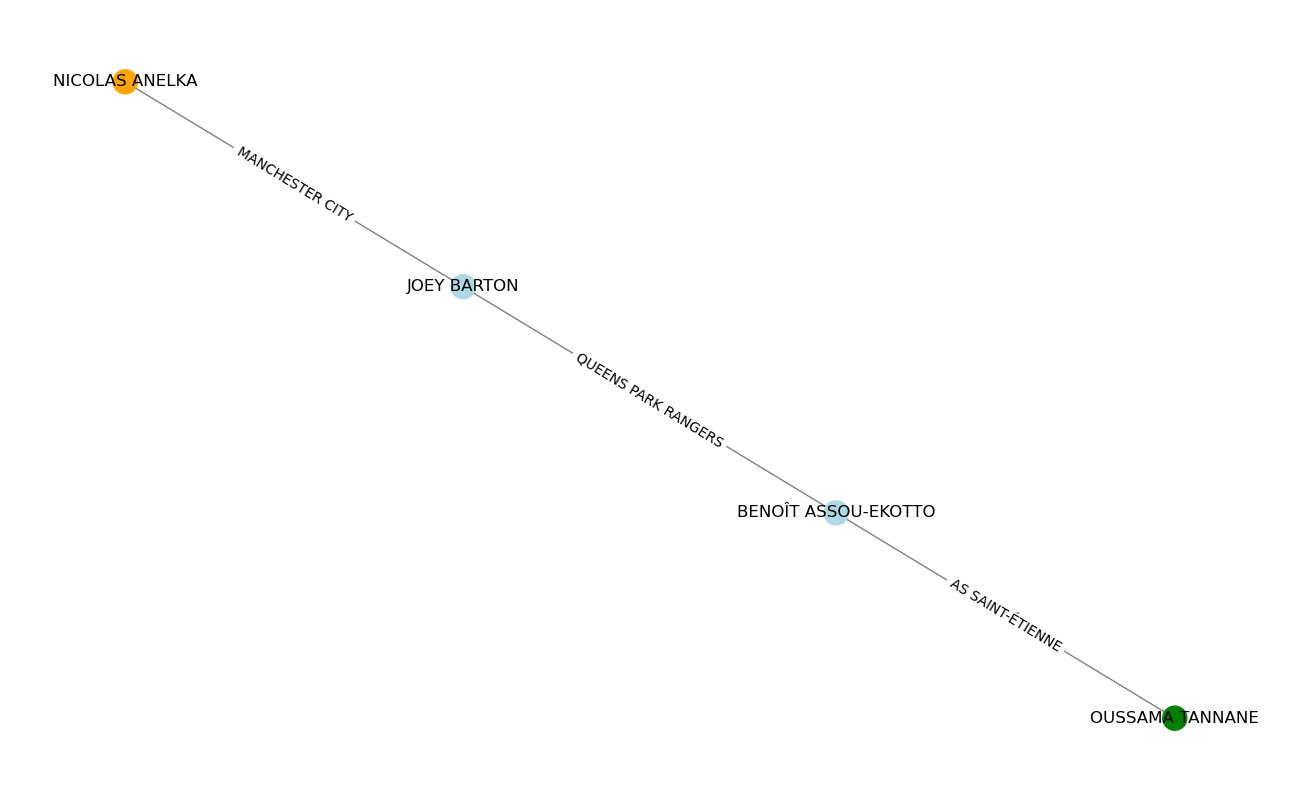 NICOLAS ANELKA
MANCHESTER CITY
JOEY BARTON
QUEENS PARK RANGERS
BENOÎT ASSOU-EKOTTO
AS SAINT-ÉTIENNE
OUSSAMA TANNANE